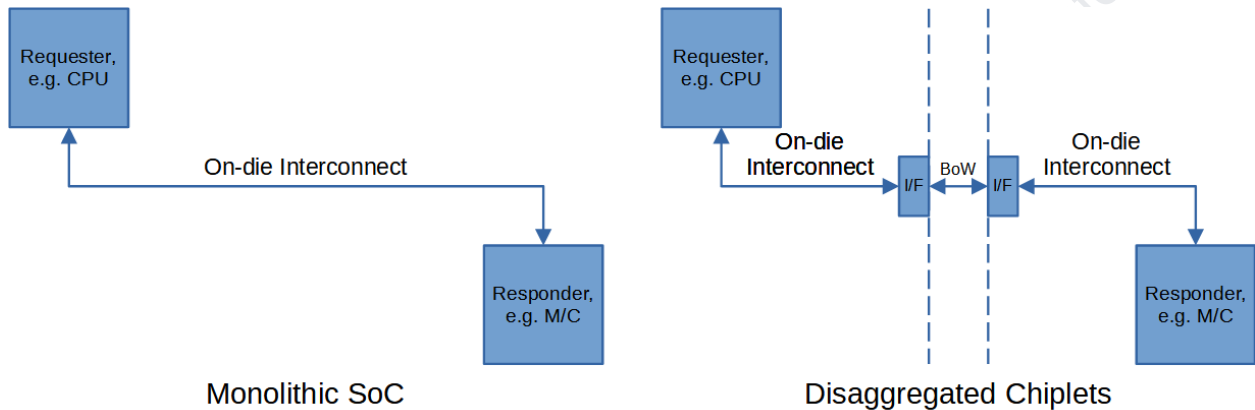 Requester,
e.g. CPU
On-die Interconnect
Responder,
e.g. M/C
Monolithic SoC
Requester,
e.g. CPU
On-die
Interconnect
I/F
BoW
I/F
On-die
Interconnect
Responder,
e.g. M/C
Disaggregated Chiplets